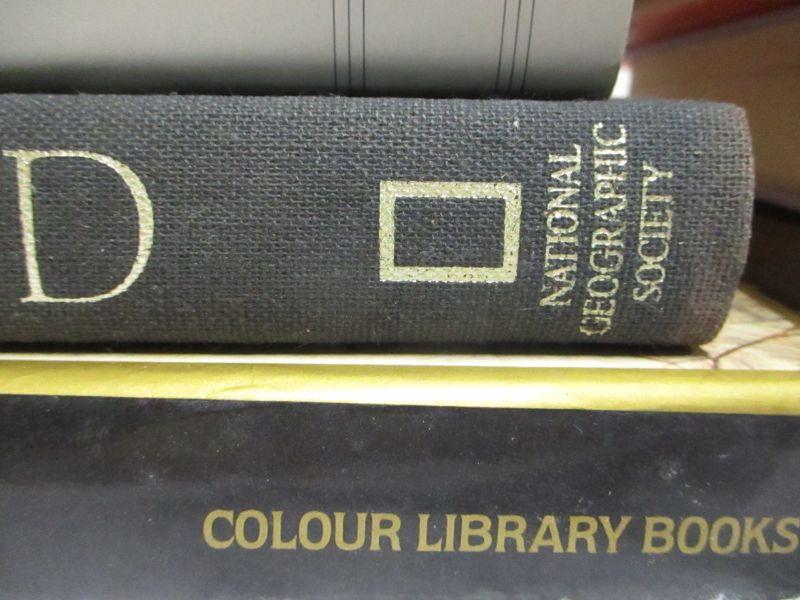 D
NATIONAL
GEOGRAPHIC
SOCIETY
COLOUR LIBRARY BOOKS